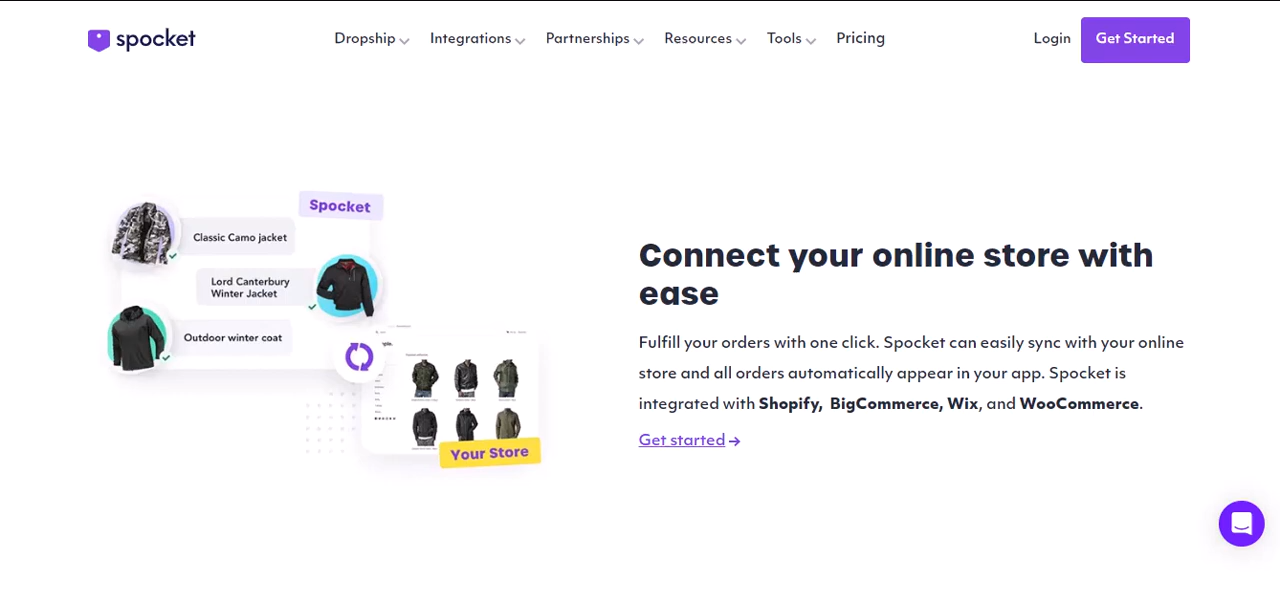 spocket
Dropship
Integrations
Partnerships
Resources
Tools
Pricing
Login
Get Started
Spocket
Classic Camo jacket
Lord Canterbury
Winter Jacket
Outdoor winter coat
Your Store
Connect your online store with
ease
Fulfill your orders with one click. Spocket can easily sync with your online
store and all orders automatically appear in your app. Spocket is
integrated with Shopify,  BigCommerce, Wix, and WooCommerce.
Get started →